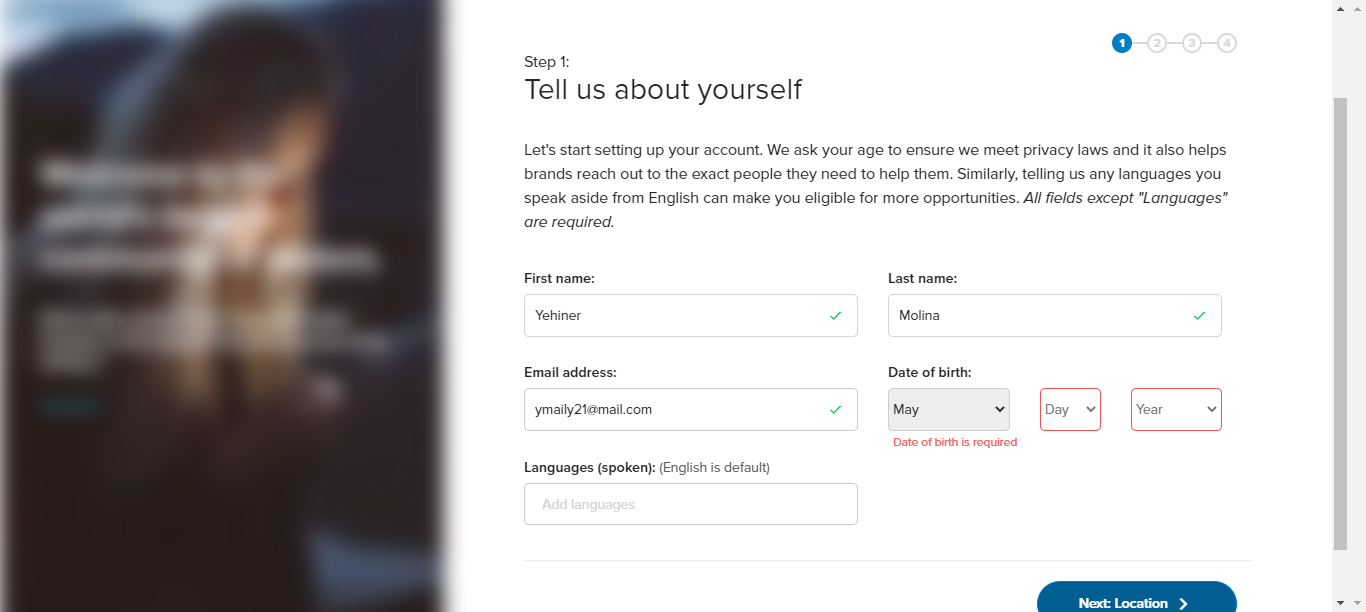 1 2 3 4
Step 1:
Tell us about yourself
Let's start setting up your account. We ask your age to ensure we meet privacy laws and it also helps
brands reach out to the exact people they need to help them. Similarly, telling us any languages you
speak aside from English can make you eligible for more opportunities. All fields except "Languages"
are required.
First name:
Last name:
Yehiner
Molina
Email address:
Date of birth:
ymaily21@mail.com
May
Day
Year
Date of birth is required
Languages (spoken): (English is default)
Add languages
Next: Location